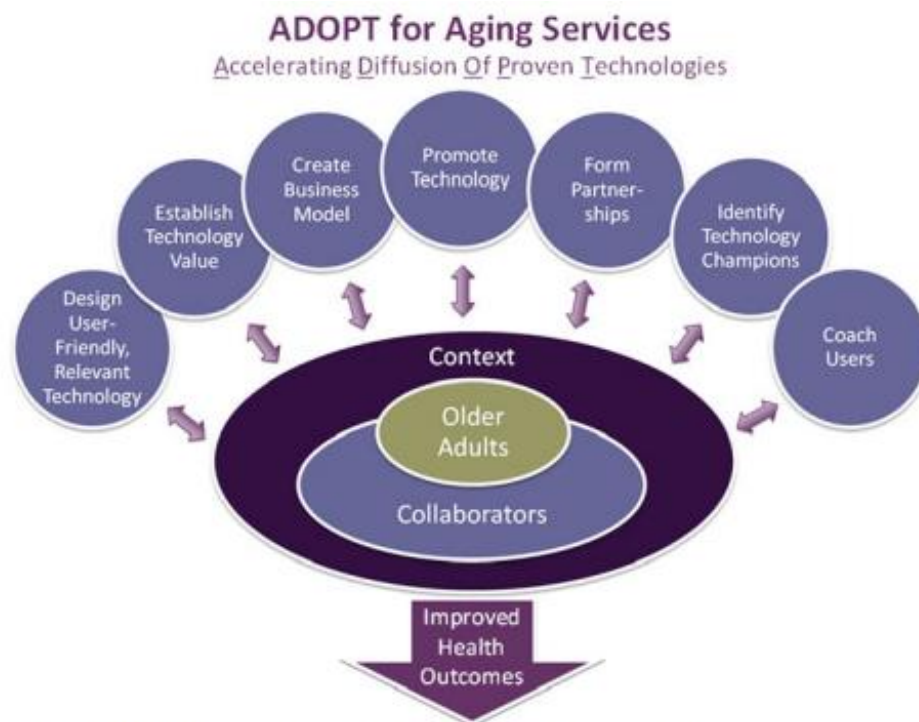 ADOPT for Aging Services
Accelerating Diffusion Of Proven Technologies
Design
User-
Friendly,
Relevant
Technology
Establish
Technology
Value
Create
Business
Model
Promote
Technology
Form
Partner-
ships
Identify
Technology
Champions
Coach
Users
Context
Older
Adults
Collaborators
Improved
Health
Outcomes